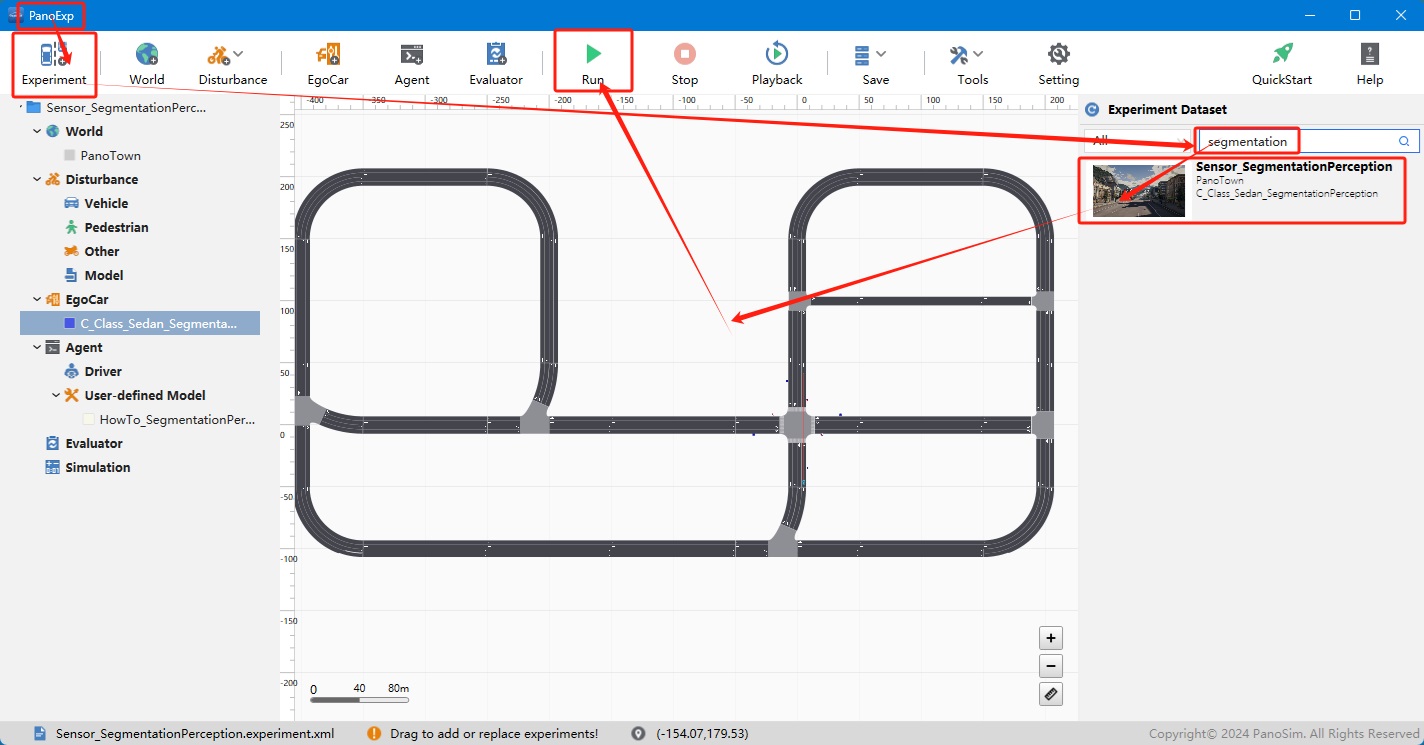 PanoExp
Experiment
World
Disturbance
EgoCar
Agent
Evaluator
Run
Stop
Playback
Save
Tools
Setting
QuickStart
Help
Sensor_SegmentationPerc...
World
PanoTown
Disturbance
Vehicle
Pedestrian
Other
Model
EgoCar
C_Class_Sedan_Segmenta...
Agent
Driver
User-defined Model
HowTo_SegmentationPer...
Evaluator
Simulation
-400 -350 -300 -250 -200 -150 -100 -50 0 50 100 150 200
250
200
150
100
50
0
-50
-100
-150
-200
0 40 80m
+
−
Experiment Dataset
All
segmentation
Sensor_SegmentationPerception
PanoTown
C_Class_Sedan_SegmentationPerception
Sensor_SegmentationPerception.experiment.xml
Drag to add or replace experiments!
(-154.07,179.53)
Copyright© 2024 PanoSim. All Rights Reserved